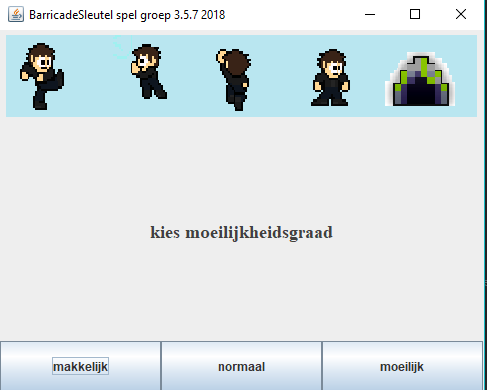 BarricadeSleutel spel groep 3.5.7 2018
kies moeilijkheidsgraad
makkelijk normaal moeilijk